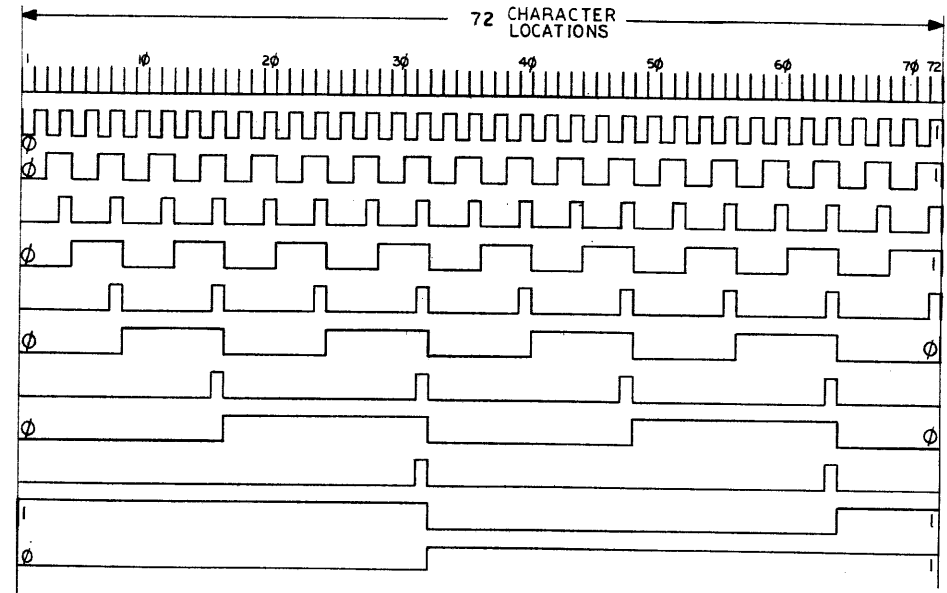 72 CHARACTER
LOCATIONS
1 1Ø 2Ø 3Ø 4Ø 5Ø 6Ø 7Ø 72
Ø 1
Ø 1
Ø 1
Ø Ø
Ø Ø
1 1
Ø 1